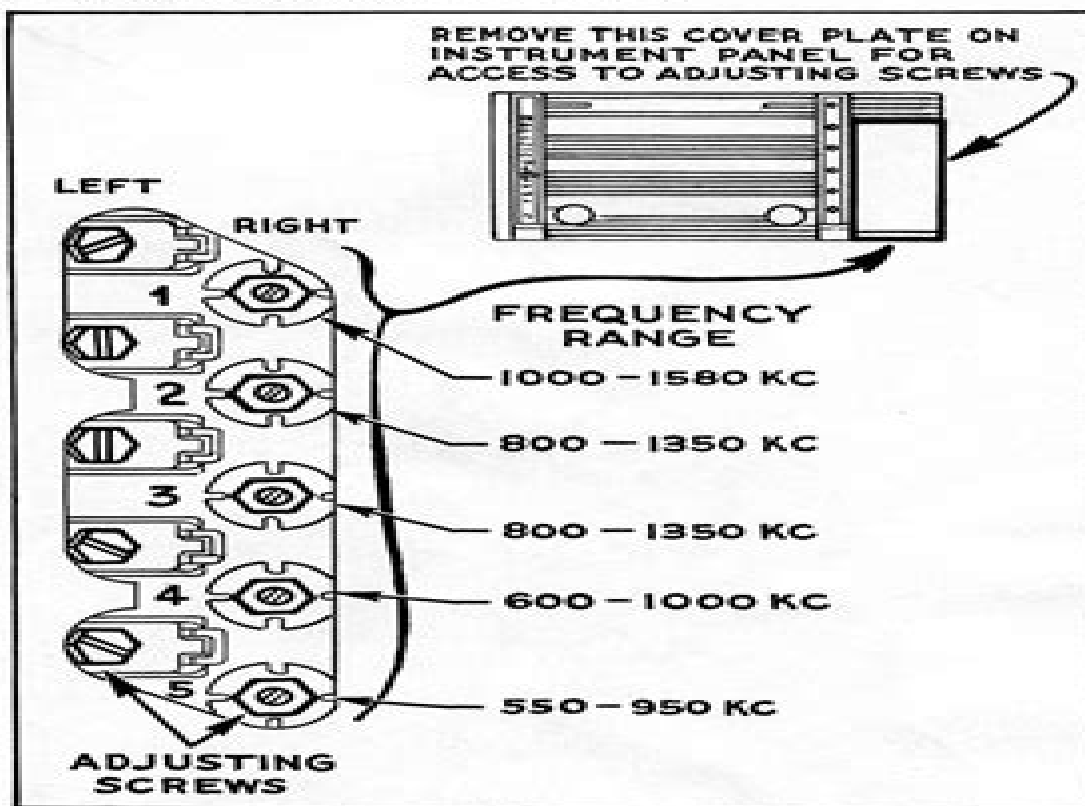 REMOVE THIS COVER PLATE ON
INSTRUMENT PANEL FOR
ACCESS TO ADJUSTING SCREWS
LEFT
RIGHT
1
2
3
4
5
FREQUENCY
RANGE
1000-1580 KC
800-1350 KC
800-1350 KC
600-1000 KC
550-950 KC
ADJUSTING
SCREWS